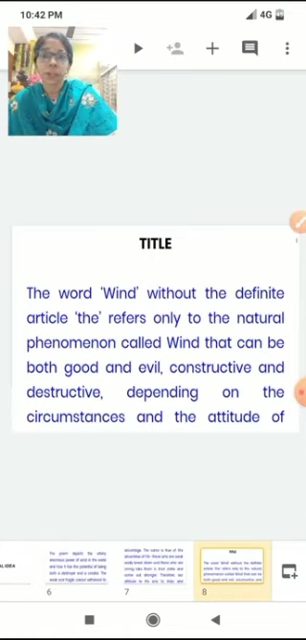 10:42 PM 4G
TITLE
The word 'Wind' without the definite
article 'the' refers only to the natural
phenomenon called Wind that can be
both good and evil, constructive and
destructive, depending on the
circumstances and the attitude of
6 7 8